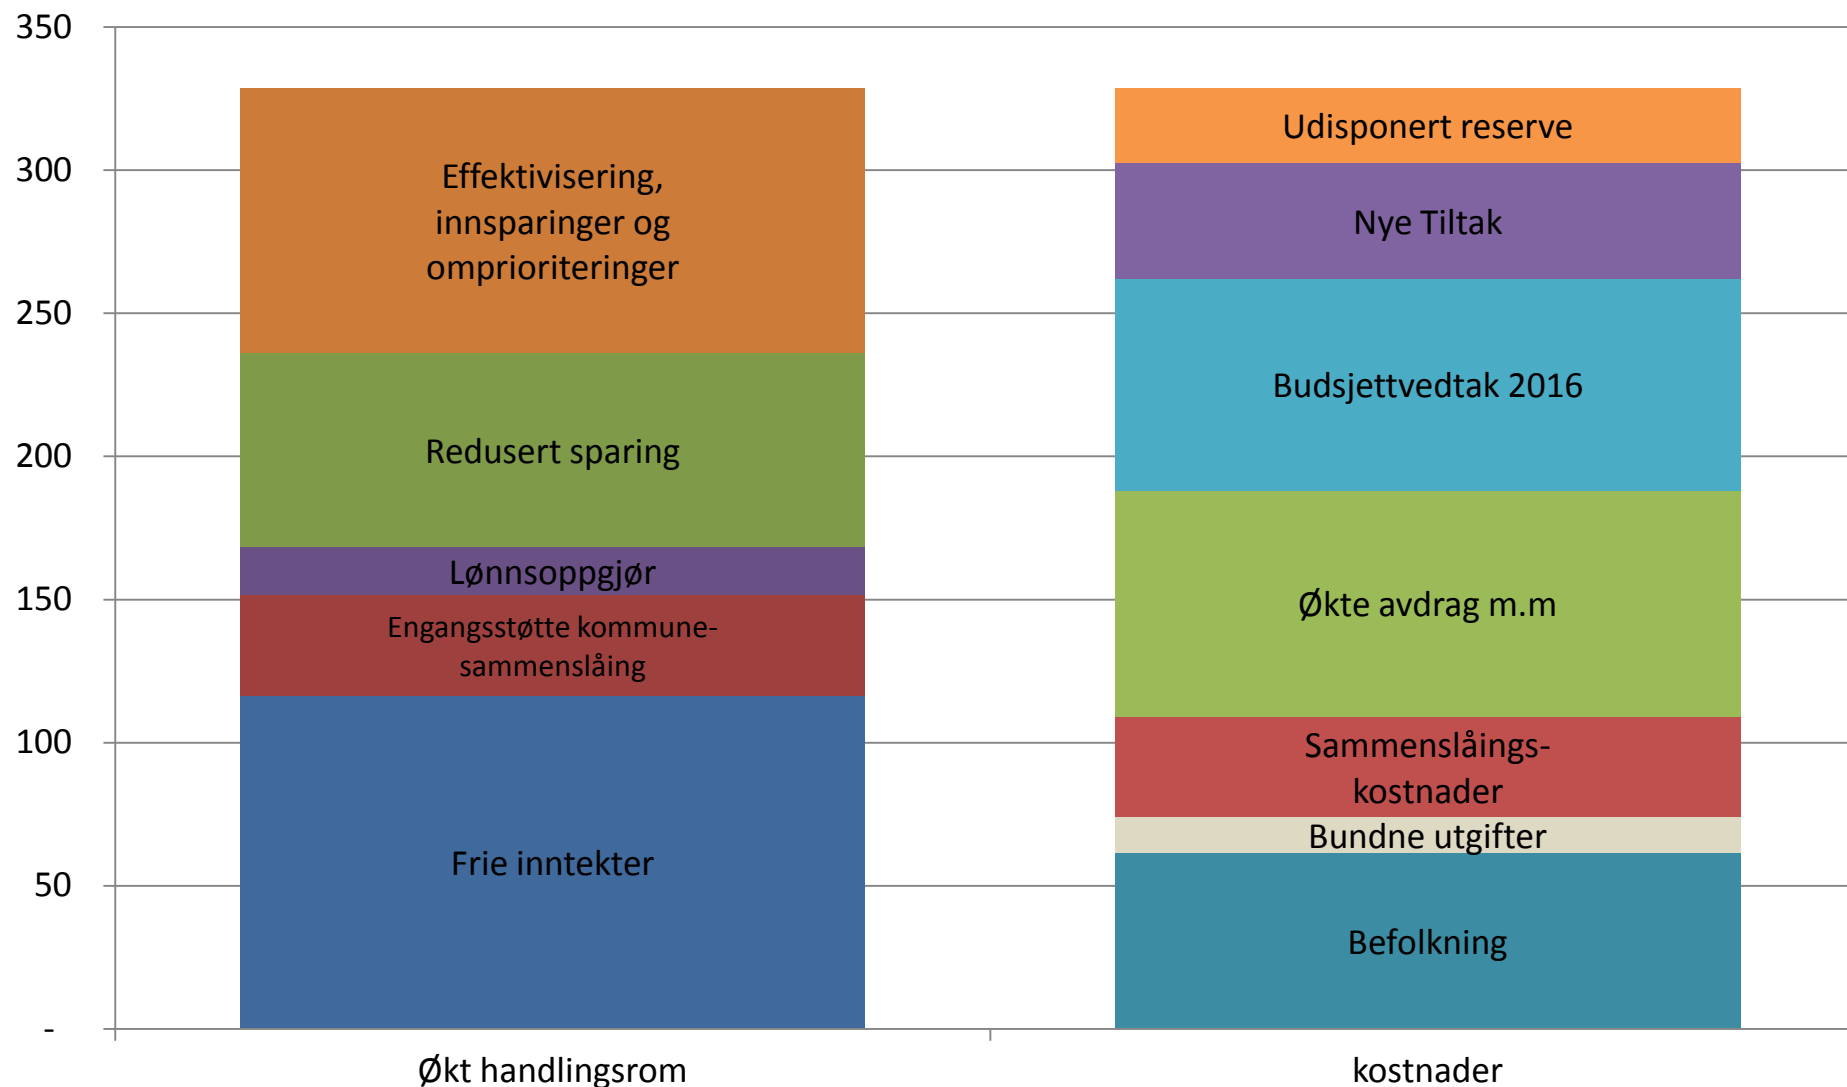 350
300
250
200
150
100
50
-
Effektivisering,
innsparinger og
omprioriteringer
Redusert sparing
Lønnsoppgjør
Engangsstøtte kommune-
sammenslåing
Frie inntekter
Økt handlingsrom
Udisponert reserve
Nye Tiltak
Budsjettvedtak 2016
Økte avdrag m.m
Sammenslåings-
kostnader
Bundne utgifter
Befolkning
kostnader